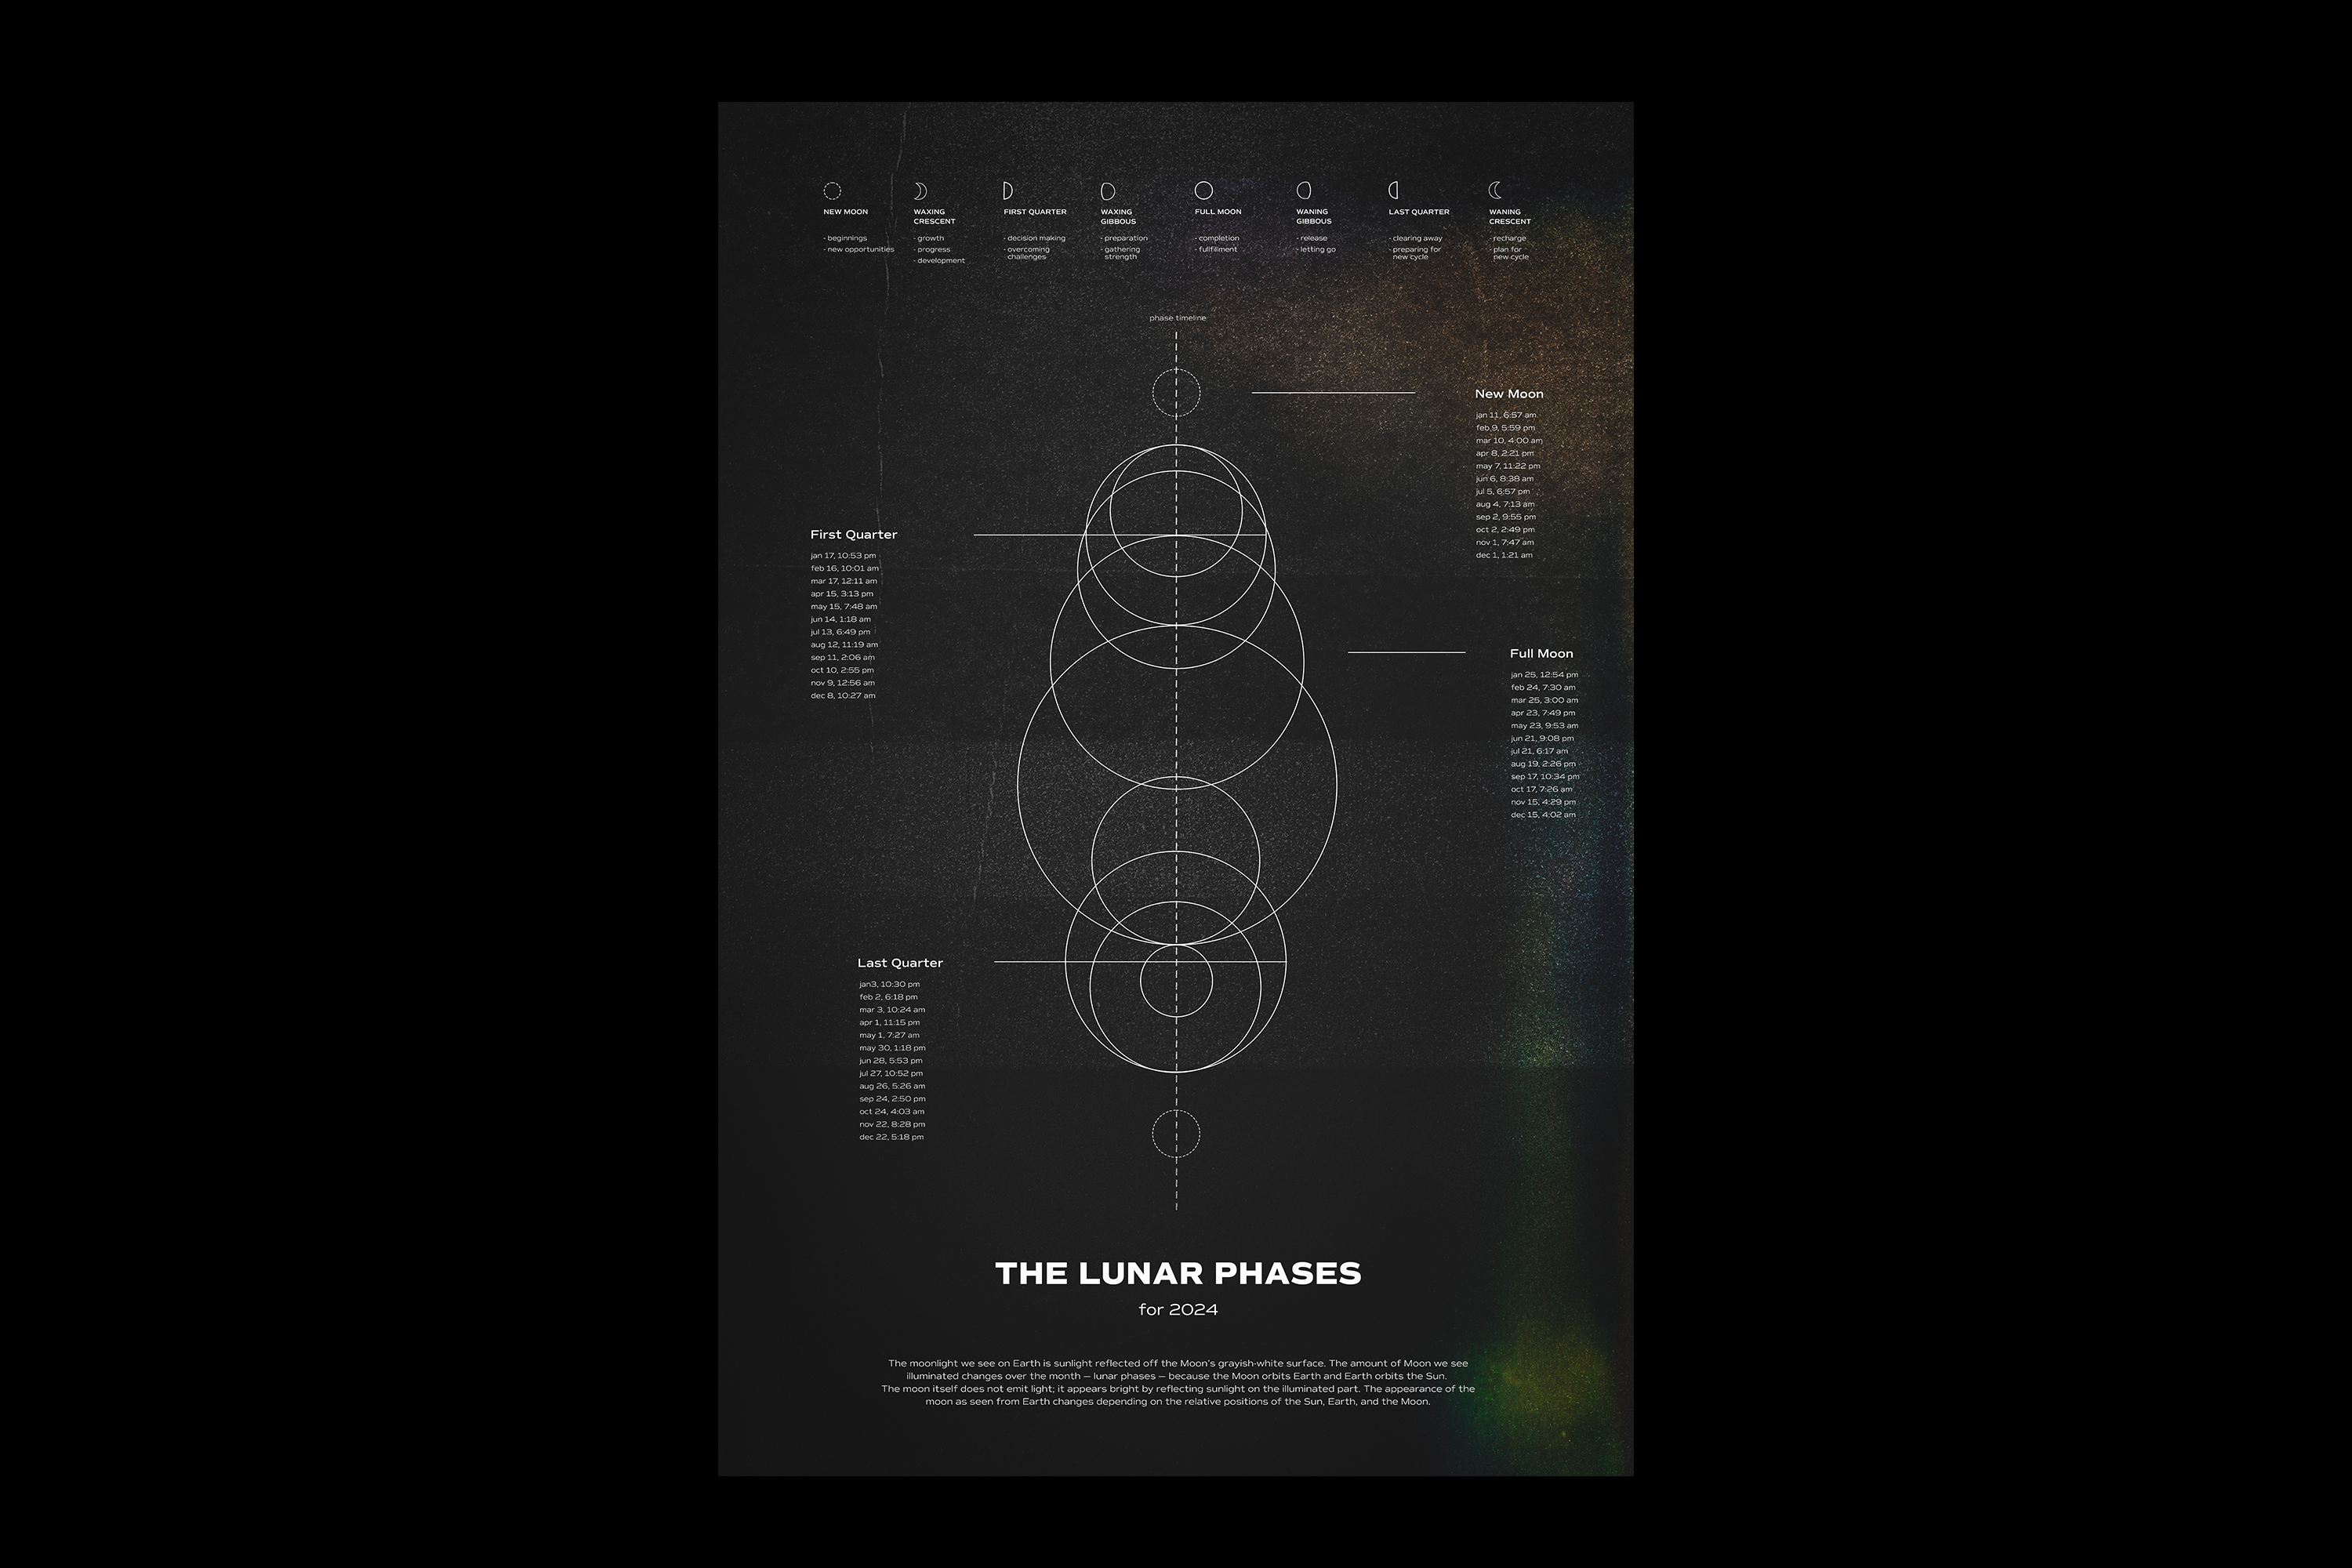 NEW MOON
- beginnings
- new opportunities
WAXING
CRESCENT
- growth
- progress
- development
FIRST QUARTER
- decision making
- overcoming
challenges
WAXING
GIBBOUS
- preparation
- gathering
strength
FULL MOON
- completion
- fullfillment
WANING
GIBBOUS
- release
- letting go
LAST QUARTER
- clearing away
- preparing for
new cycle
WANING
CRESCENT
- recharge
- plan for
new cycle
phase timeline
New Moon
jan 11, 6:57 am
feb 9, 5:59 pm
mar 10, 4:00 am
apr 8, 2:21 pm
may 7, 11:22 pm
jun 6, 8:38 am
jul 5, 6:57 pm
aug 4, 7:13 am
sep 2, 9:55 pm
oct 2, 2:49 pm
nov 1, 7:47 am
dec 1, 1:21 am
First Quarter
jan 17, 10:53 pm
feb 16, 10:01 am
mar 17, 12:11 am
apr 15, 3:13 pm
may 15, 7:48 am
jun 14, 1:18 am
jul 13, 6:49 pm
aug 12, 11:19 am
sep 11, 2:06 am
oct 10, 2:55 pm
nov 9, 12:56 am
dec 8, 10:27 am
Full Moon
jan 25, 12:54 pm
feb 24, 7:30 am
mar 25, 3:00 am
apr 23, 7:49 pm
may 23, 9:53 am
jun 21, 9:08 pm
jul 21, 6:17 am
aug 19, 2:26 pm
sep 17, 10:34 pm
oct 17, 7:26 am
nov 15, 4:29 pm
dec 15, 4:02 am
Last Quarter
jan3, 10:30 pm
feb 2, 6:18 pm
mar 3, 10:24 am
apr 1, 11:15 pm
may 1, 7:27 am
may 30, 1:18 pm
jun 28, 5:53 pm
jul 27, 10:52 pm
aug 26, 5:26 am
sep 24, 2:50 pm
oct 24, 4:03 am
nov 22, 8:28 pm
dec 22, 5:18 pm
THE LUNAR PHASES
for 2024
The moonlight we see on Earth is sunlight reflected off the Moon's grayish-white surface. The amount of Moon we see
illuminated changes over the month — lunar phases — because the Moon orbits Earth and Earth orbits the Sun.
The moon itself does not emit light; it appears bright by reflecting sunlight on the illuminated part. The appearance of the
moon as seen from Earth changes depending on the relative positions of the Sun, Earth, and the Moon.